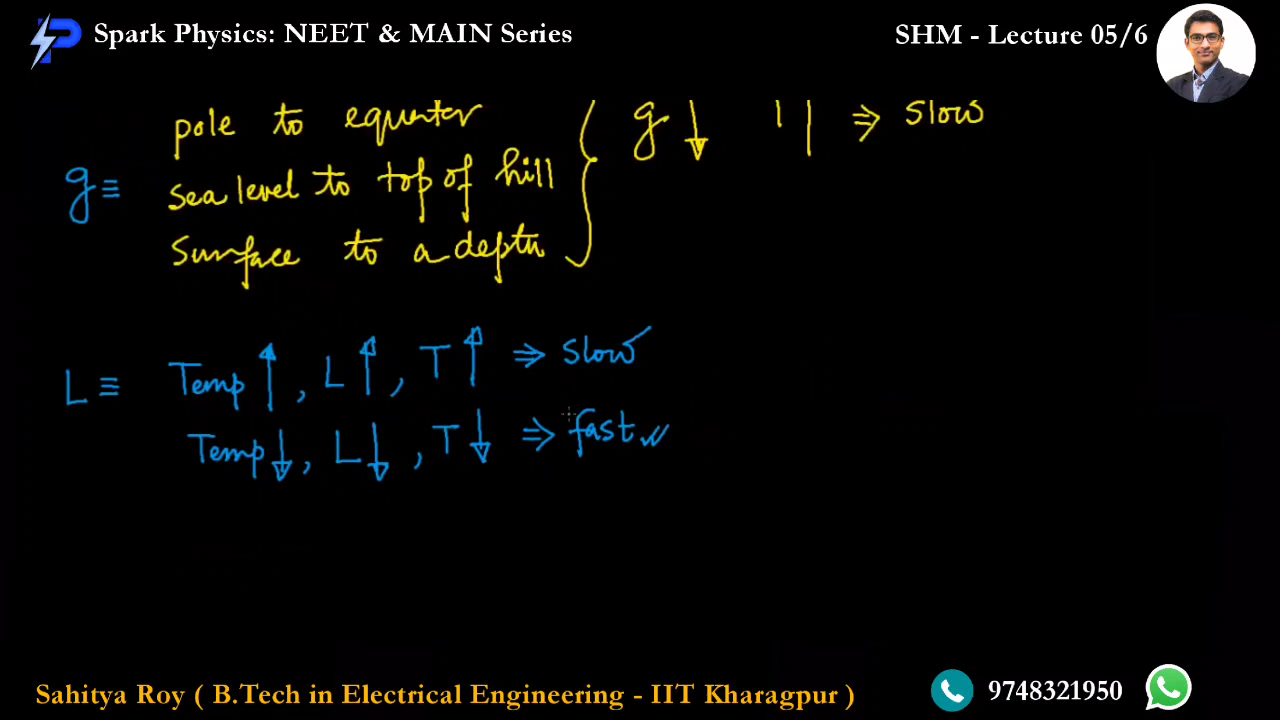 Spark Physics: NEET & MAIN Series
SHM - Lecture 05/6
pole to equator
g ↓ ⇒ Slow
g ≡ sea level to top of hill
Surface to a depth
L ≡ Temp ↑, L ↑, T ↑ ⇒ Slow
Temp ↓, L ↓, T ↓ ⇒ fast
Sahitya Roy ( B.Tech in Electrical Engineering - IIT Kharagpur )
9748321950